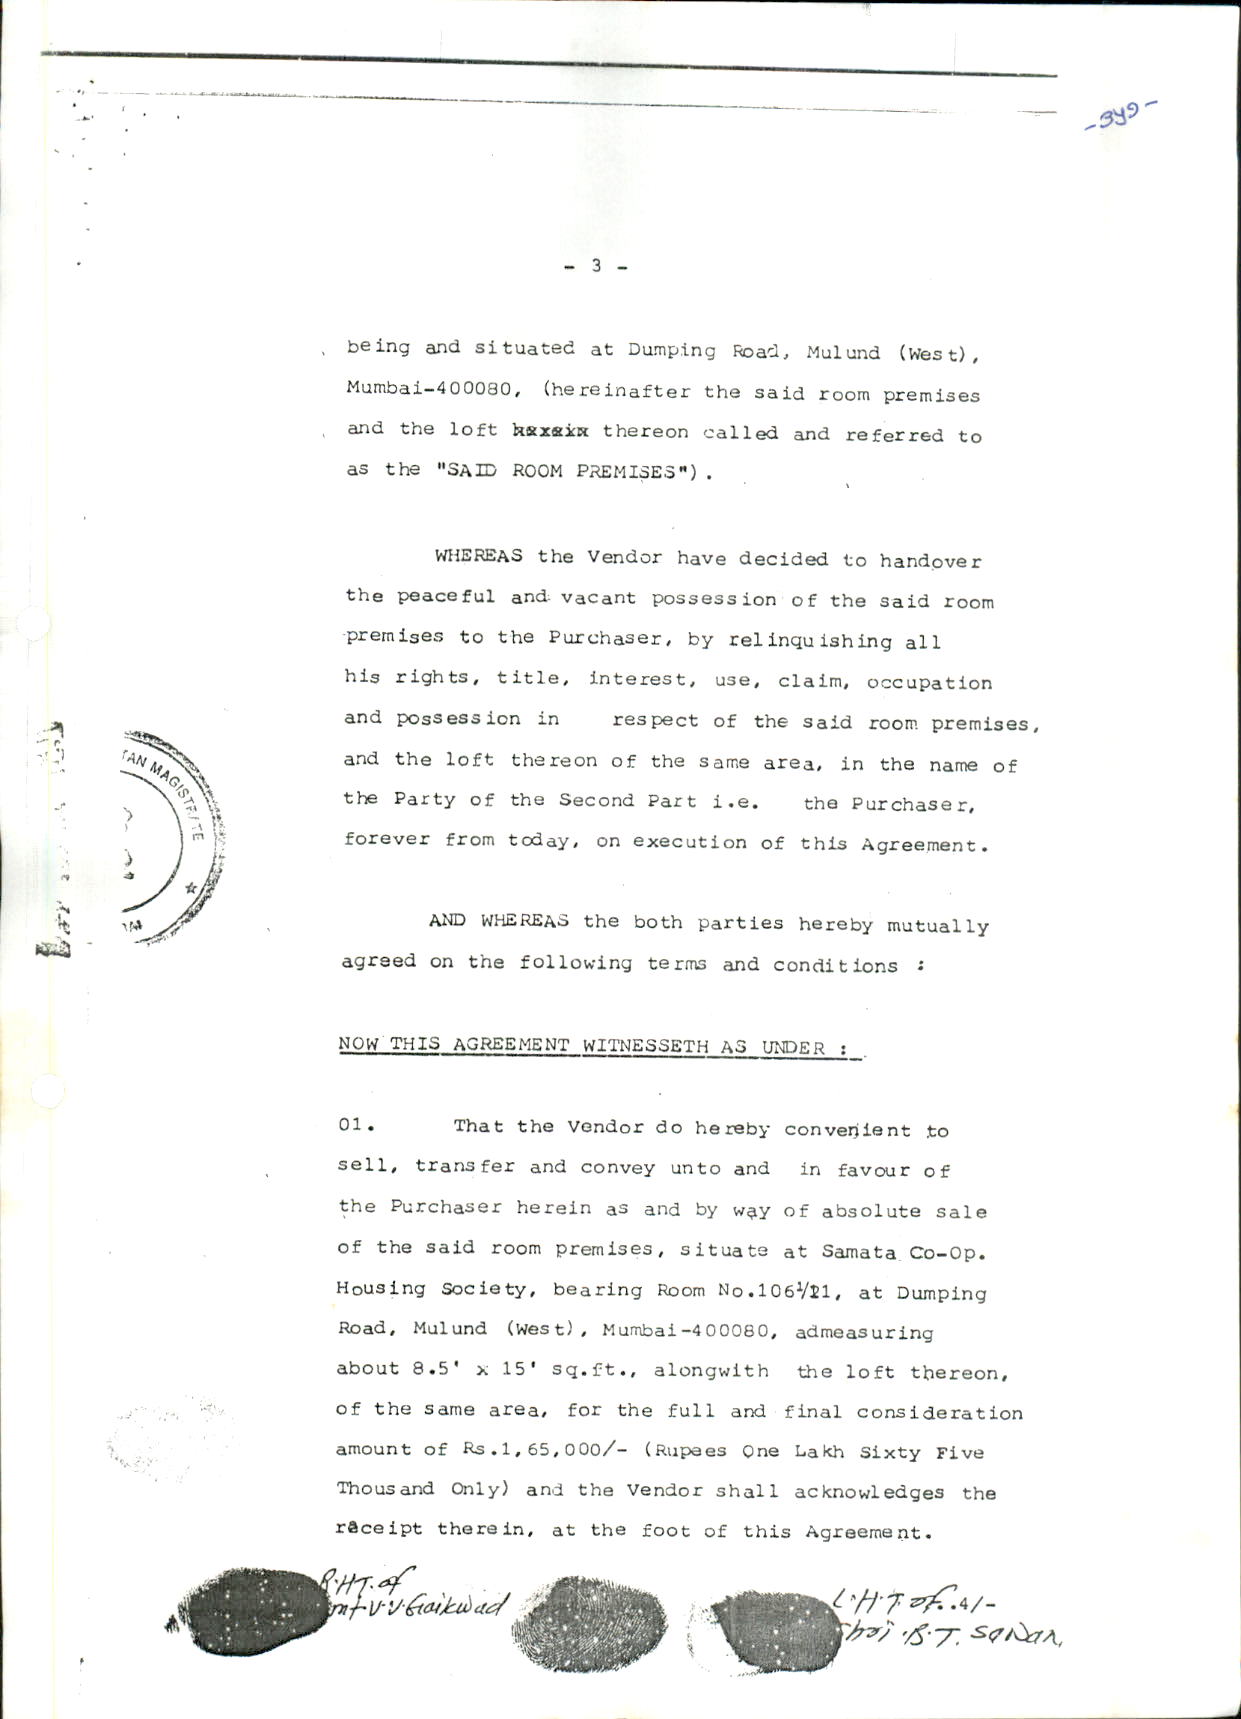 -349-
- 3 -
being and situated at Dumping Road, Mulund (West),
Mumbai-400080, (hereinafter the said room premises
and the loft thereon called and referred to
as the "SAID ROOM PREMISES").
WHEREAS the Vendor have decided to handover
the peaceful and vacant possession of the said room
premises to the Purchaser, by relinquishing all
his rights, title, interest, use, claim, occupation
and possession in respect of the said room premises,
and the loft thereon of the same area, in the name of
the Party of the Second Part i.e. the Purchaser,
forever from today, on execution of this Agreement.
TAN MAGISTRATE
AND WHEREAS the both parties hereby mutually
agreed on the following terms and conditions :
NOW THIS AGREEMENT WITNESSETH AS UNDER :
01. That the Vendor do hereby convenient to
sell, transfer and convey unto and in favour of
the Purchaser herein as and by way of absolute sale
of the said room premises, situate at Samata Co-Op.
Housing Society, bearing Room No.1061/21, at Dumping
Road, Mulund (West), Mumbai-400080, admeasuring
about 8.5' x 15' sq.ft., alongwith the loft thereon,
of the same area, for the full and final consideration
amount of Rs.1,65,000/- (Rupees One Lakh Sixty Five
Thousand Only) and the Vendor shall acknowledges the
receipt therein, at the foot of this Agreement.
R.H.T. of
V.V. Gaikwad
L.H.T of
Shri B.T. Sadan